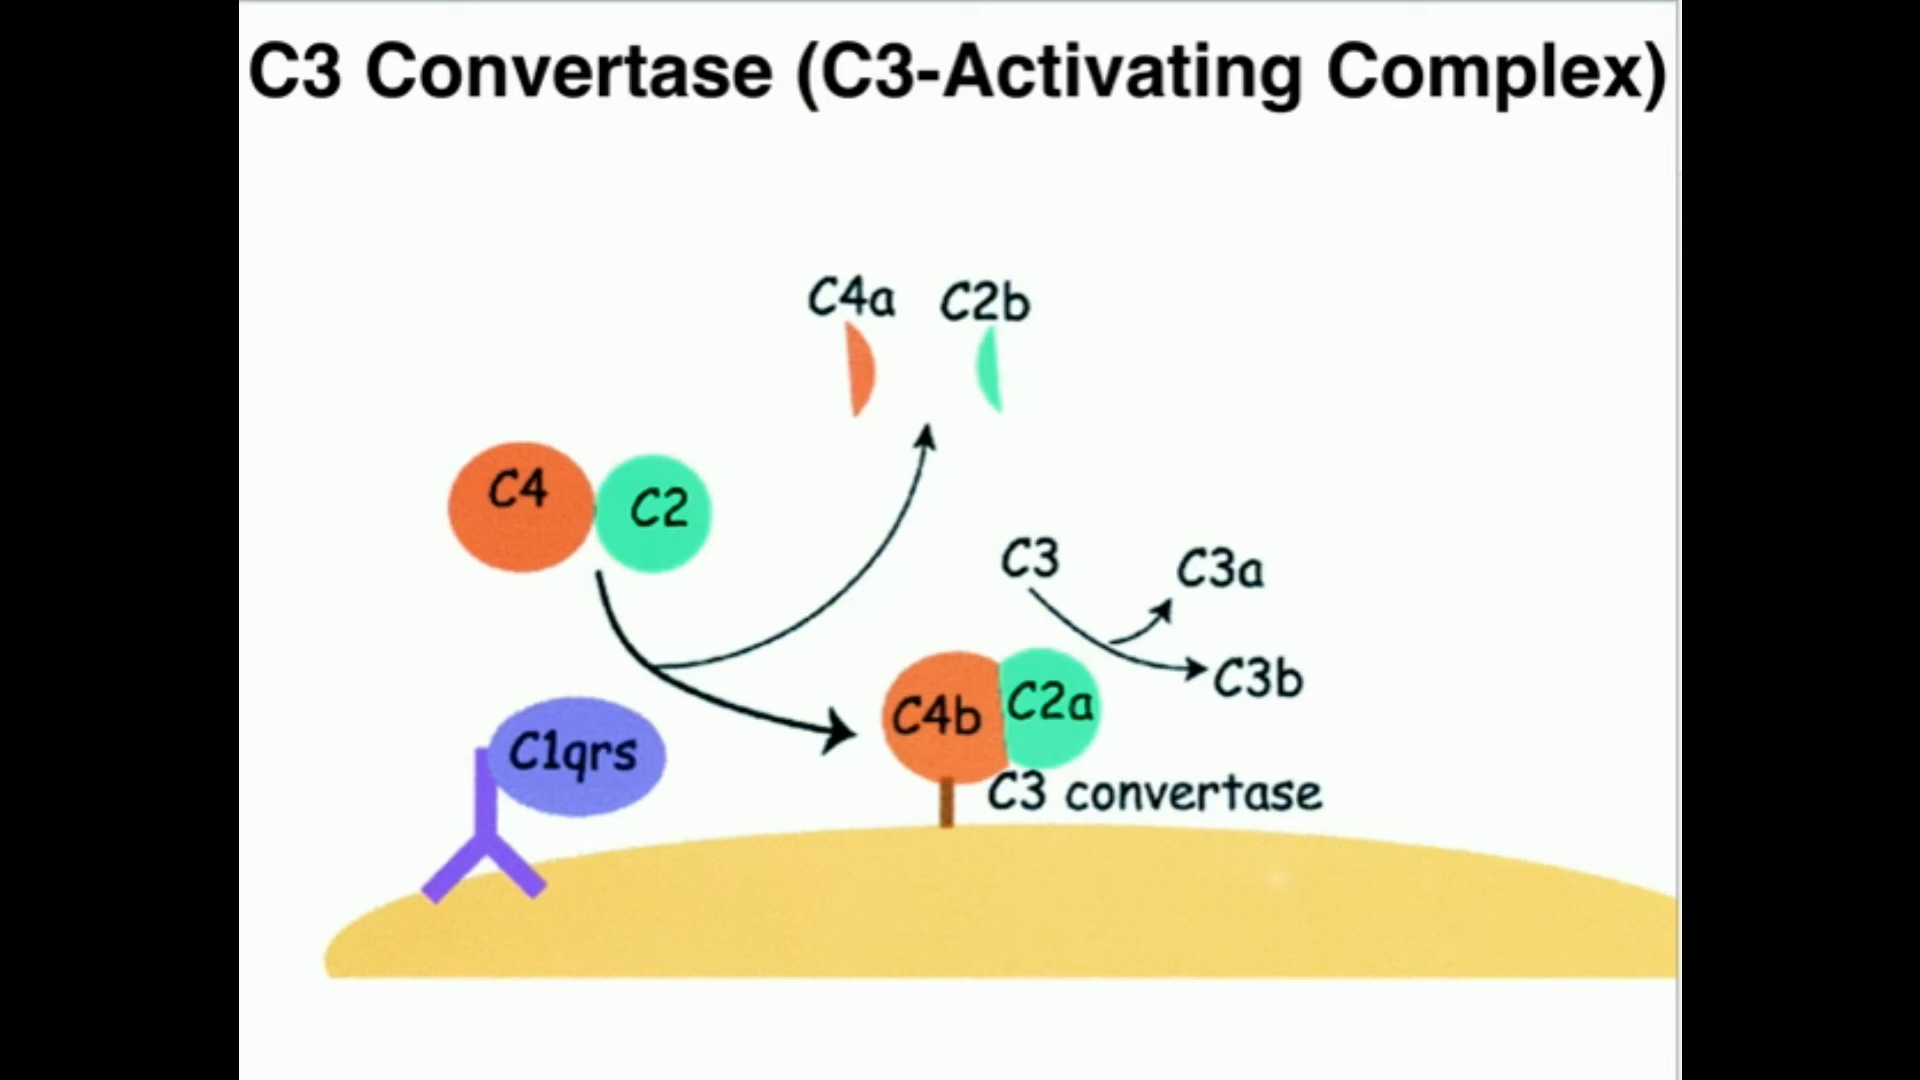 C3 Convertase (C3-Activating Complex)
C4a C2b
C4 C2
C3 C3a
C3b
C4b C2a
C1qrs
C3 convertase